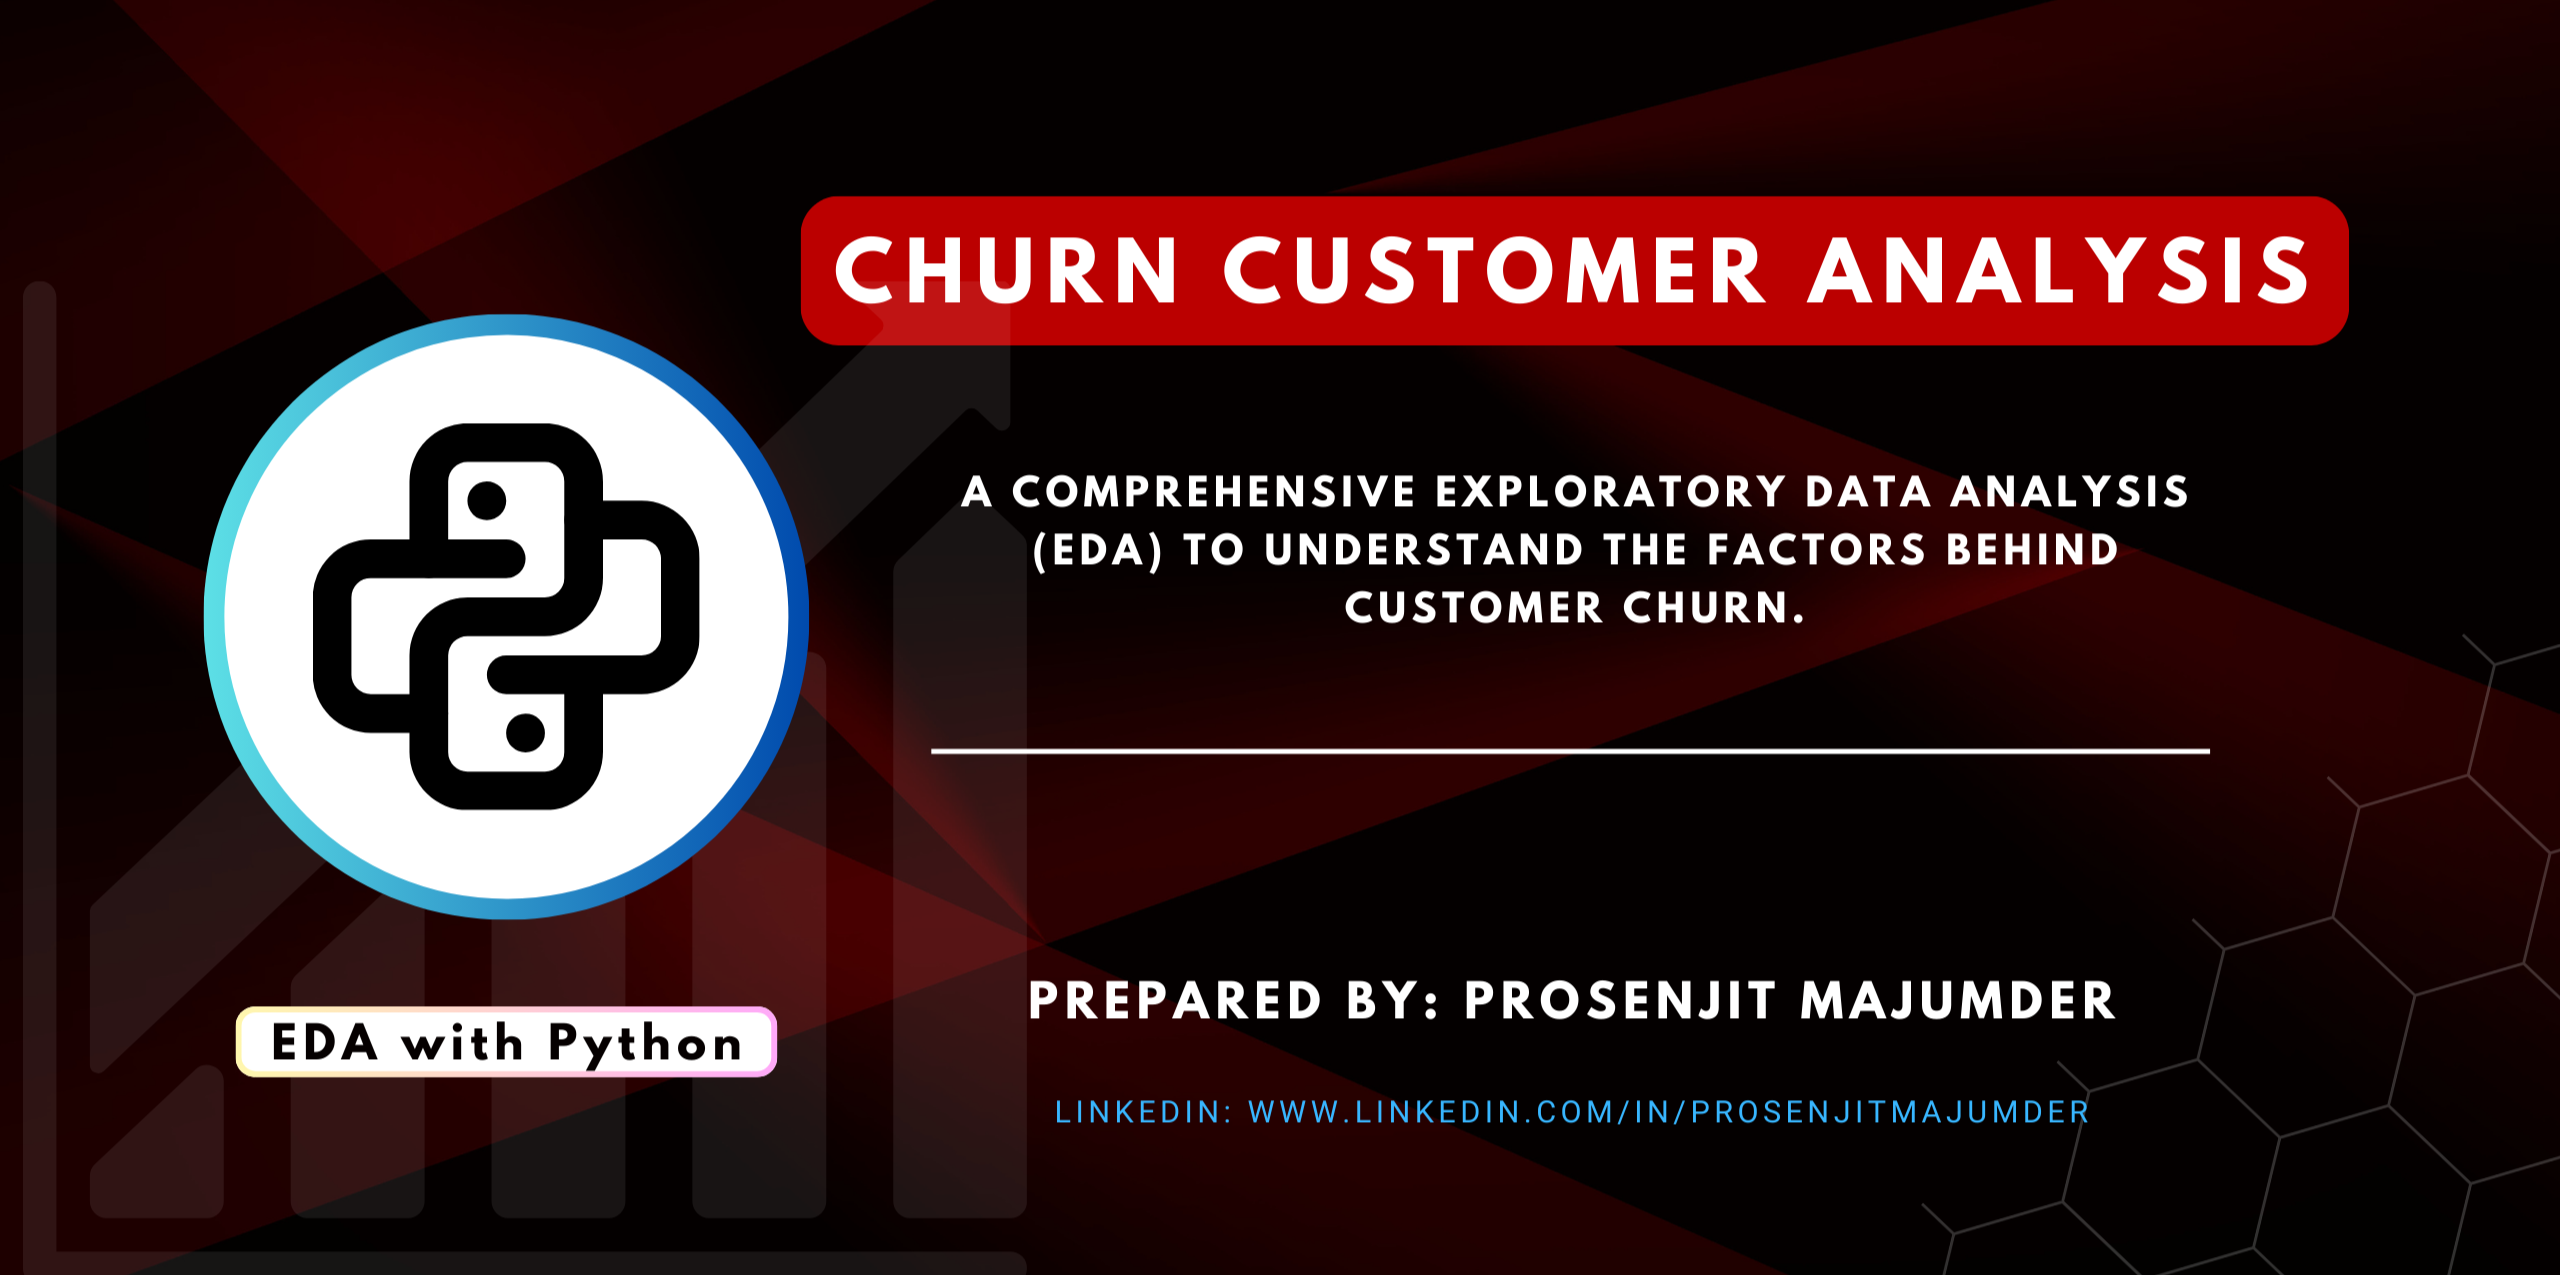 CHURN CUSTOMER ANALYSIS
A COMPREHENSIVE EXPLORATORY DATA ANALYSIS
(EDA) TO UNDERSTAND THE FACTORS BEHIND
CUSTOMER CHURN.
EDA with Python
PREPARED BY: PROSENJIT MAJUMDER
LINKEDIN: WWW.LINKEDIN.COM/IN/PROSENJITMAJUMDER